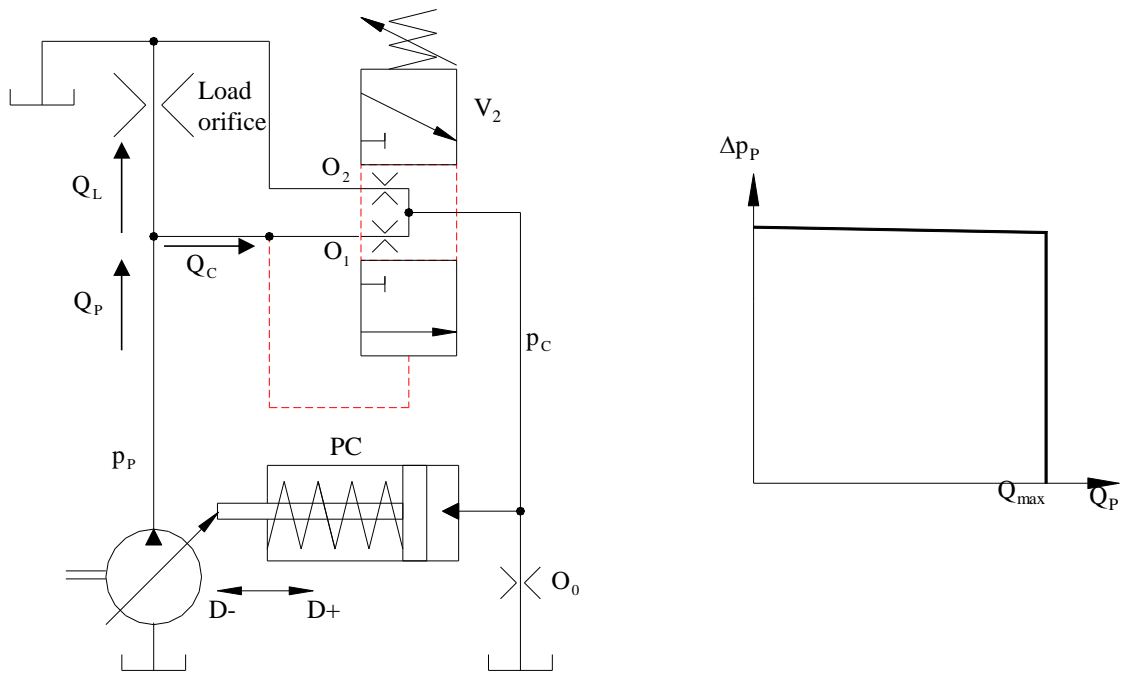 Load
orifice
V₂
O₂
Q_L
O₁
Q_C
Q_P
p_C
PC
p_P
D-
D+
O₀
Δp_P
Q_max
Q_P